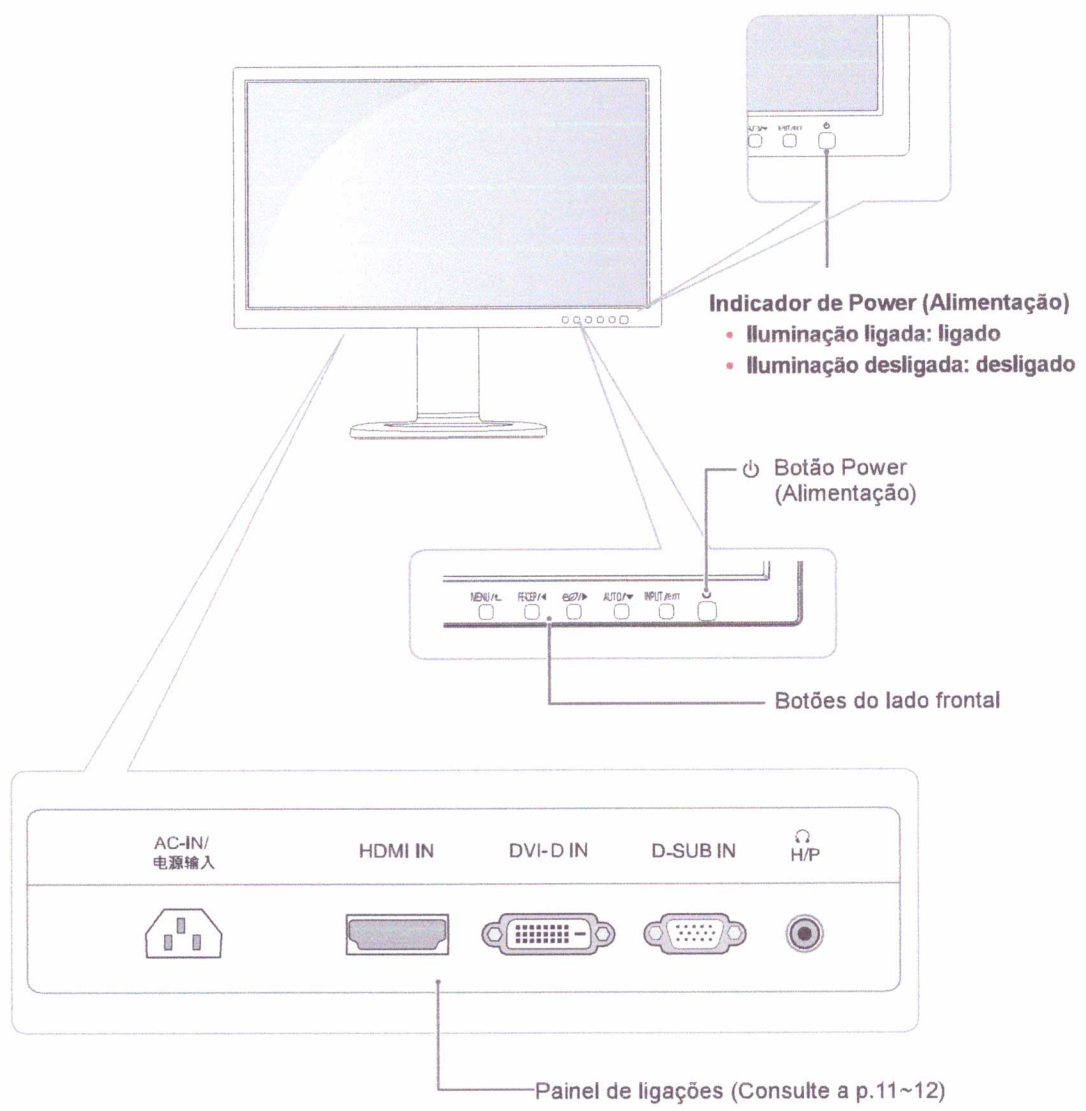 Indicador de Power (Alimentação)
• Iluminação ligada: ligado
• Iluminação desligada: desligado
Botão Power
(Alimentação)
MENU/
AUTO/▼
INPUT/EXIT
Botões do lado frontal
AC-IN/
电源输入
HDMI IN
DVI-D IN
D-SUB IN
H/P
Painel de ligações (Consulte a p.11~12)